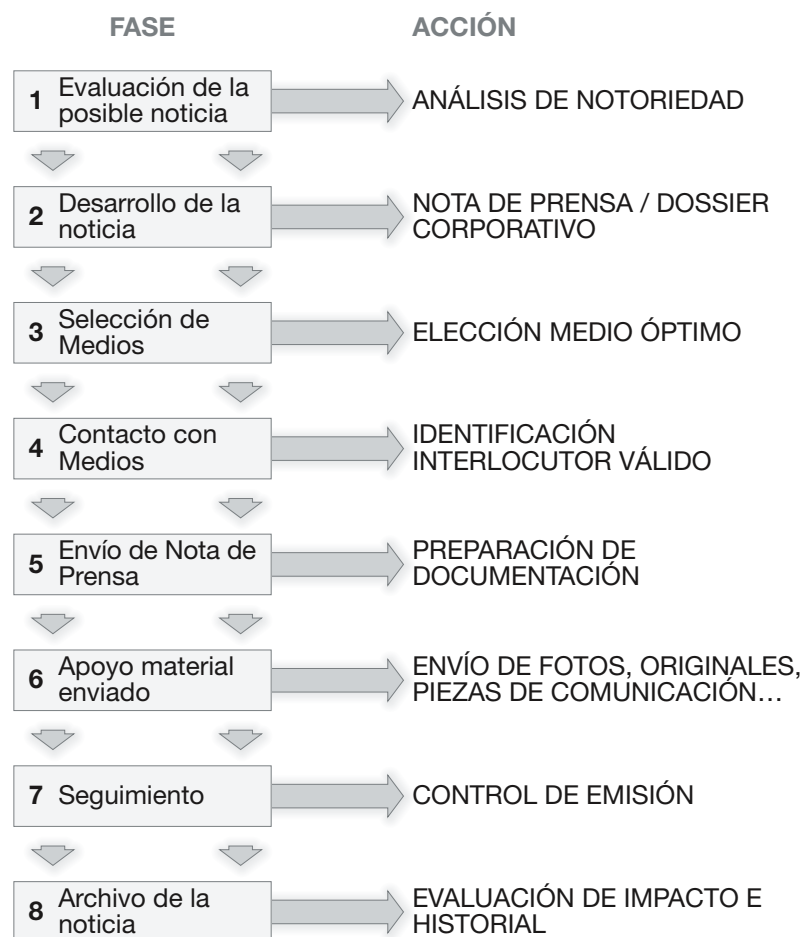 FASE ACCIÓN
1 Evaluación de la
posible noticia
ANÁLISIS DE NOTORIEDAD
2 Desarrollo de la
noticia
NOTA DE PRENSA / DOSSIER
CORPORATIVO
3 Selección de
Medios
ELECCIÓN MEDIO ÓPTIMO
4 Contacto con
Medios
IDENTIFICACIÓN
INTERLOCUTOR VÁLIDO
5 Envío de Nota de
Prensa
PREPARACIÓN DE
DOCUMENTACIÓN
6 Apoyo material
enviado
ENVÍO DE FOTOS, ORIGINALES,
PIEZAS DE COMUNICACIÓN…
7 Seguimiento
CONTROL DE EMISIÓN
8 Archivo de la
noticia
EVALUACIÓN DE IMPACTO E
HISTORIAL